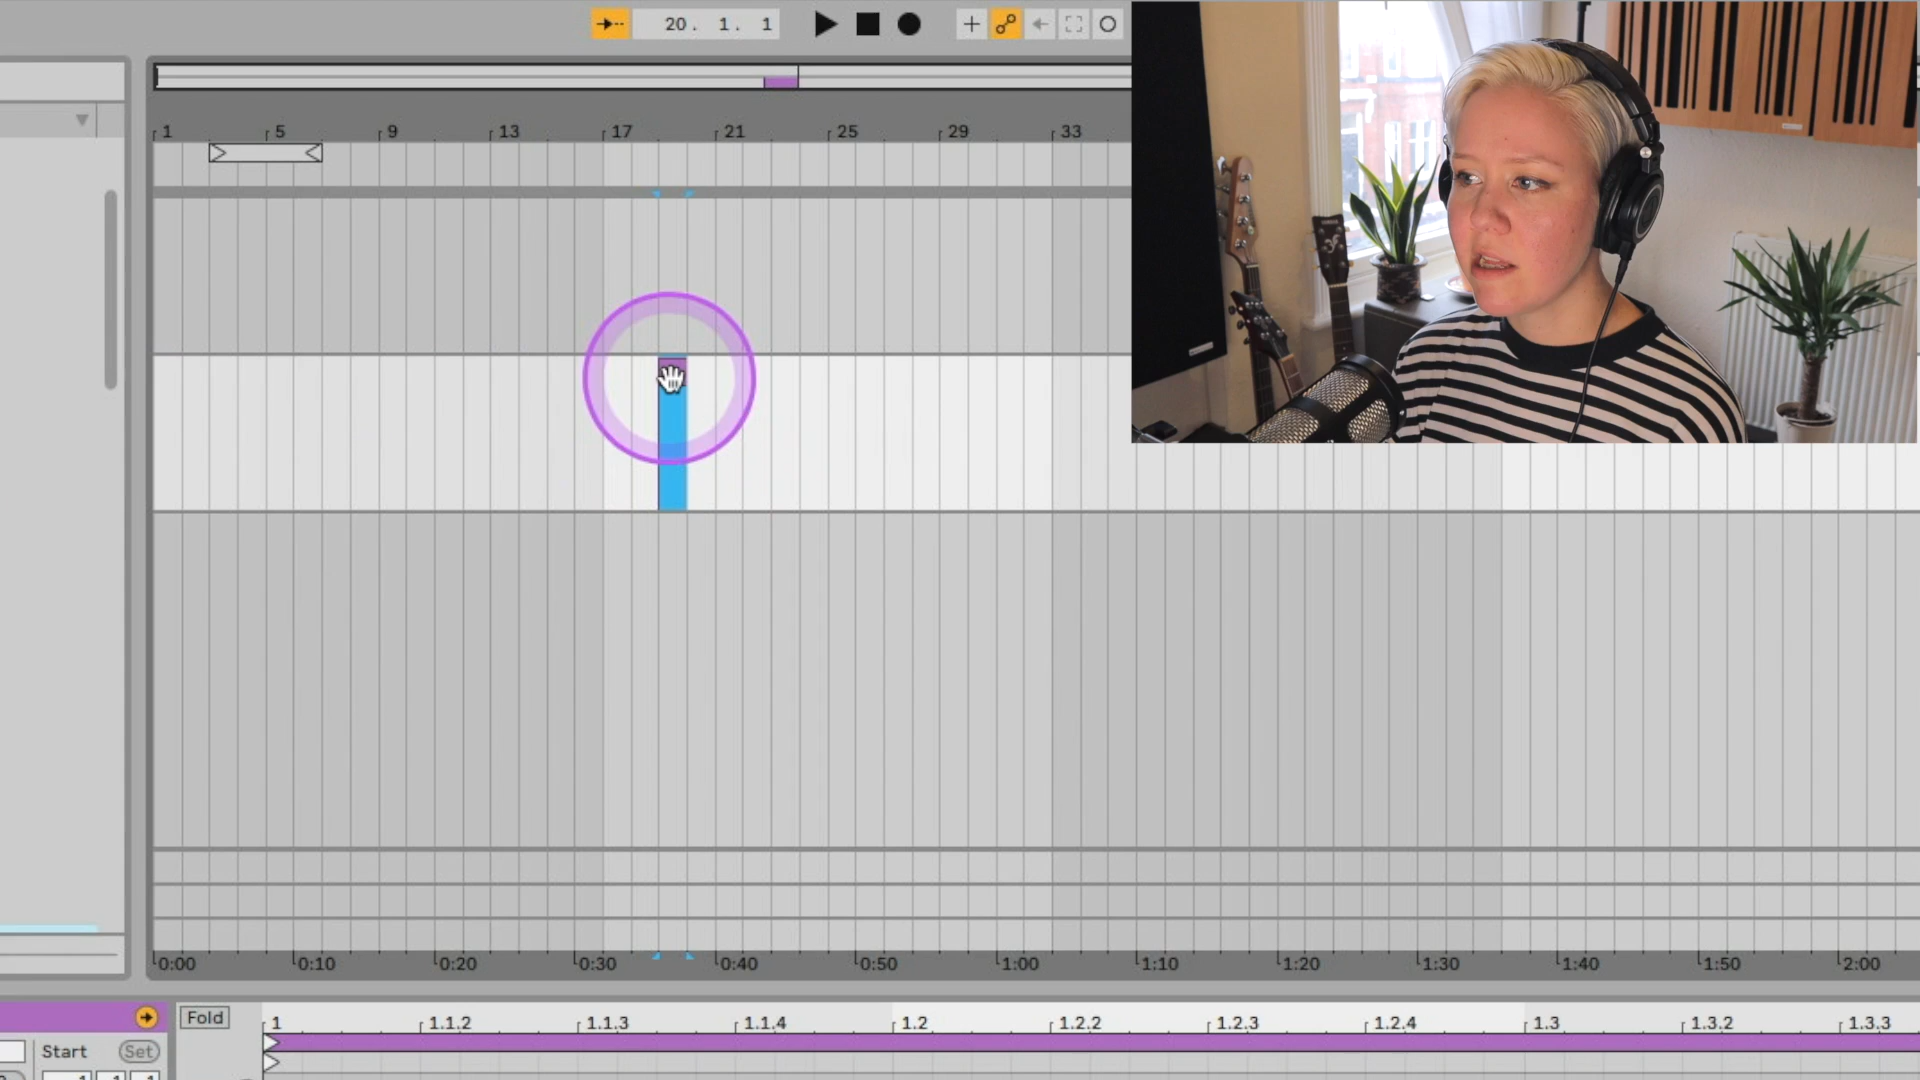 20. 1. 1
1 5 9 13 17 21 25 29 33
0:00 0:10 0:20 0:30 0:40 0:50 1:00 1:10 1:20 1:30 1:40 1:50 2:00
Fold 1 1.1.2 1.1.3 1.1.4 1.2 1.2.2 1.2.3 1.2.4 1.3 1.3.2 1.3.3
Start Set
1 1 1